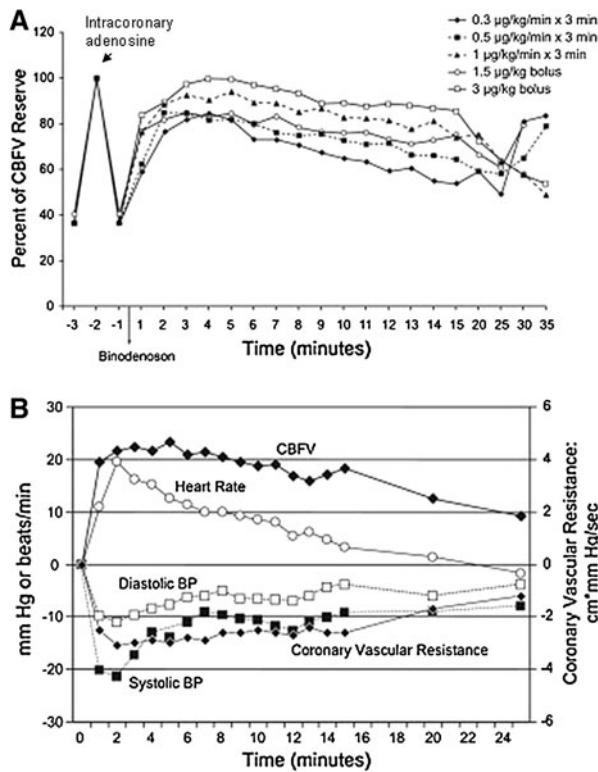 A
Intracoronary
adenosine
0.3 µg/kg/min x 3 min
0.5 µg/kg/min x 3 min
1 µg/kg/min x 3 min
1.5 µg/kg bolus
3 µg/kg bolus
Percent of CBFV Reserve
120
100
80
60
40
20
0
-3 -2 -1 1 2 3 4 5 12 7 8 9 10 11 12 13 14 15 20 25 30 35
Binodenoson
Time (minutes)
B
mm Hg or beats/min
30
20
10
0
-10
-20
-30
CBFV
Heart Rate
Diastolic BP
Coronary Vascular Resistance
Systolic BP
6
4
2
0
-2
-4
-6
Coronary Vascular Resistance:
cm*mm Hg/sec
0 2 4 6 8 10 12 14 16 18 20 22 24
Time (minutes)